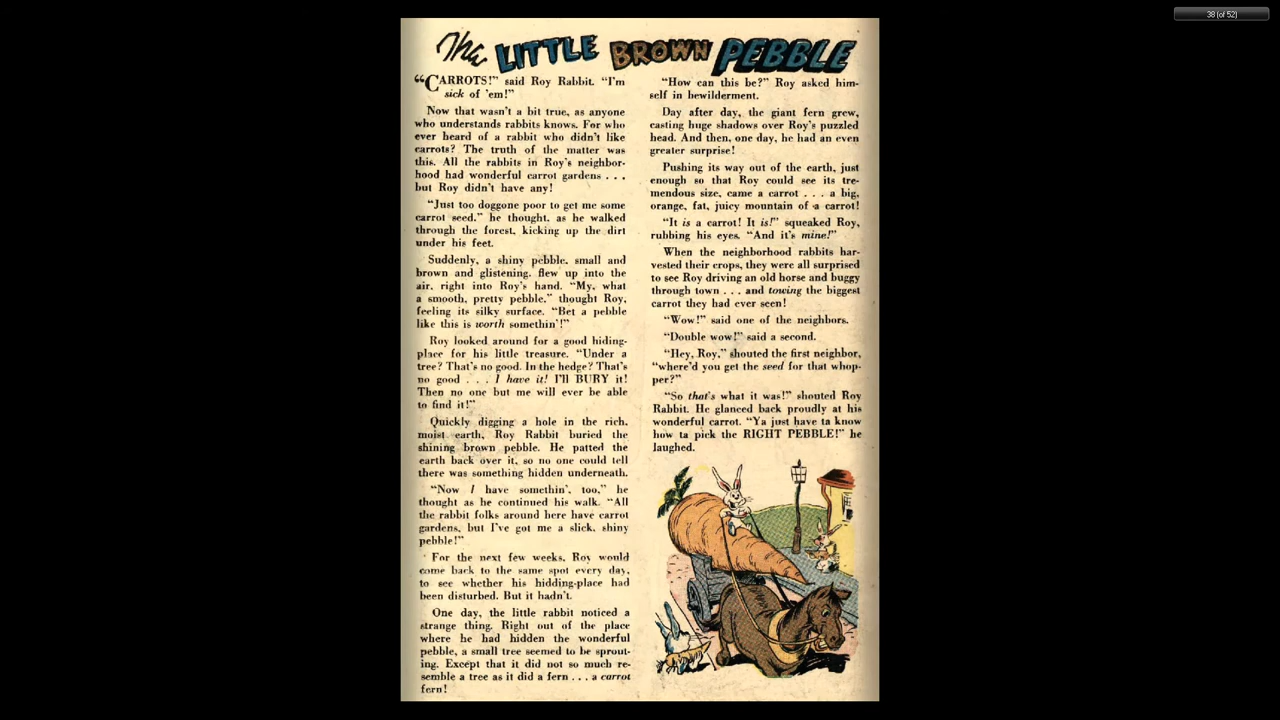 38 (of 52)
The LITTLE BROWN PEBBLE
"CARROTS!" said Roy Rabbit. "I'm
sick of 'em!"
Now that wasn't a bit true, as anyone
who understands rabbits knows. For who
ever heard of a rabbit who didn't like
carrots? The truth of the matter was
this. All the rabbits in Roy's neighbor-
hood had wonderful carrot gardens . . .
but Roy didn't have any!
"Just too doggone poor to get me some
carrot seed," he thought, as he walked
through the forest, kicking up the dirt
under his feet.
Suddenly, a shiny pebble, small and
brown and glistening, flew up into the
air, right into Roy's hand. "My, what
a smooth, pretty pebble," thought Roy,
feeling its silky surface. "Bet a pebble
like this is worth somethin'!"
Roy looked around for a good hiding-
place for his little treasure. "Under a
tree? That's no good. In the hedge? That's
no good . . . I have it! I'll BURY it!
Then no one but me will ever be able
to find it!"
Quickly digging a hole in the rich,
moist earth, Roy Rabbit buried the
shining brown pebble. He patted the
earth back over it, so no one could tell
there was something hidden underneath.
"Now I have somethin', too," he
thought as he continued his walk. "All
the rabbit folks around here have carrot
gardens, but I've got me a slick, shiny
pebble!"
For the next few weeks, Roy would
come back to the same spot every day,
to see whether his hidding-place had
been disturbed. But it hadn't.
One day, the little rabbit noticed a
strange thing. Right out of the place
where he had hidden the wonderful
pebble, a small tree seemed to be sprout-
ing. Except that it did not so much re-
semble a tree as it did a fern . . . a carrot
fern!
"How can this be?" Roy asked him-
self in bewilderment.
Day after day, the giant fern grew,
casting huge shadows over Roy's puzzled
head. And then, one day, he had an even
greater surprise!
Pushing its way out of the earth, just
enough so that Roy could see its tre-
mendous size, came a carrot . . . a big,
orange, fat, juicy mountain of a carrot!
"It is a carrot! It is!" squeaked Roy,
rubbing his eyes. "And it's mine!"
When the neighborhood rabbits har-
vested their crops, they were all surprised
to see Roy driving an old horse and buggy
through town . . . and towing the biggest
carrot they had ever seen!
"Wow!" said one of the neighbors.
"Double wow!" said a second.
"Hey, Roy," shouted the first neighbor,
"where'd you get the seed for that whop-
per?"
"So that's what it was!" shouted Roy
Rabbit. He glanced back proudly at his
wonderful carrot. "Ya just have ta know
how ta pick the RIGHT PEBBLE!" he
laughed.